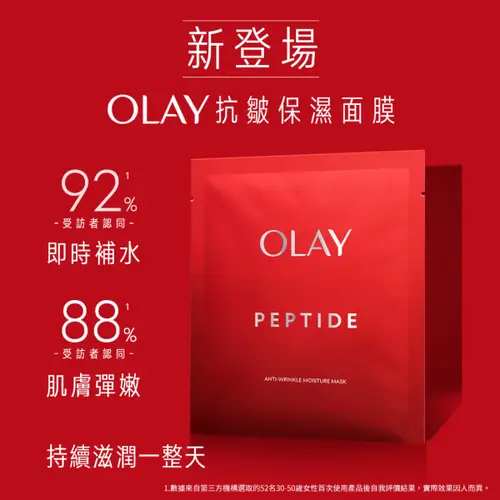 新登場
OLAY抗皺保濕面膜
92%¹
-受訪者認同-
即時補水
88%¹
-受訪者認同-
肌膚彈嫩
持續滋潤一整天
OLAY
PEPTIDE
ANTI-WRINKLE MOISTURE MASK
1.數據來自第三方機構選取的52名30-50歲女性首次使用產品後自我評價結果，實際效果因人而異。